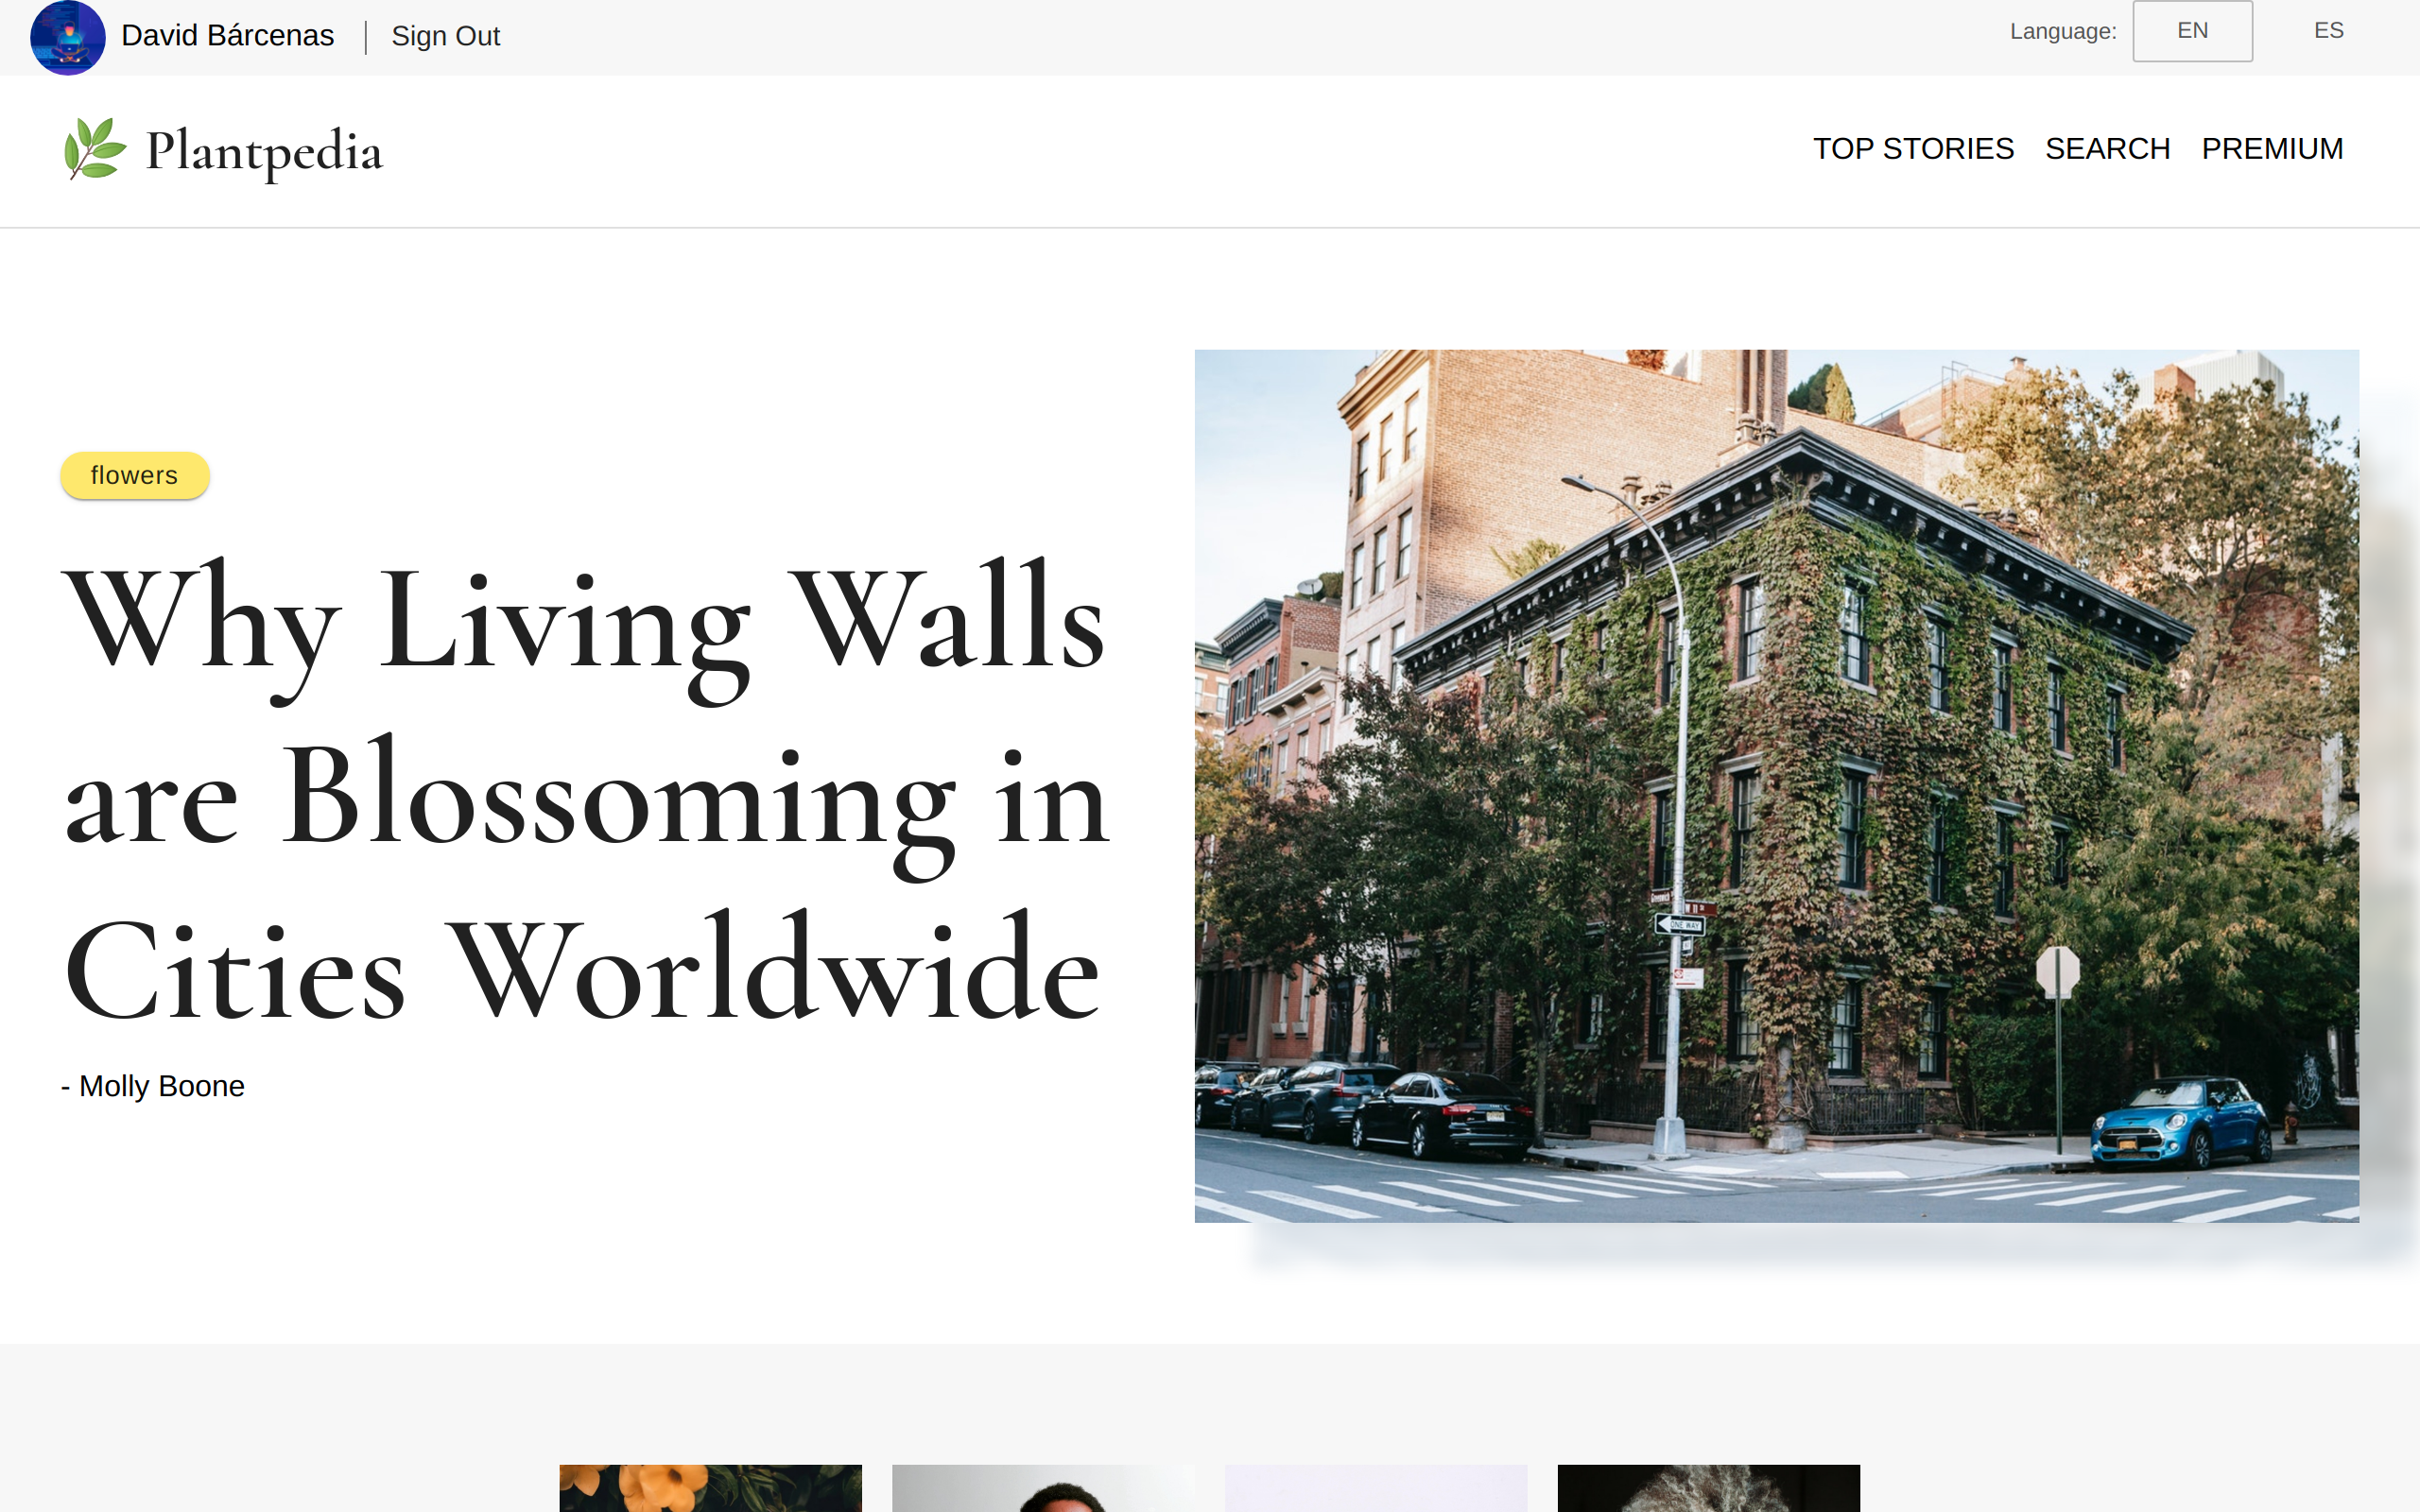 David Bárcenas
Sign Out
Language:
EN
ES
Plantpedia
TOP STORIES
SEARCH
PREMIUM
flowers
Why Living Walls
are Blossoming in
Cities Worldwide
- Molly Boone
ONE WAY